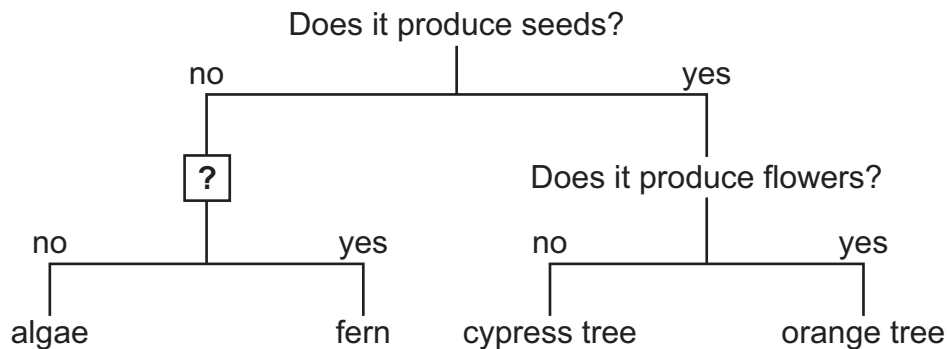 Does it produce seeds?
no yes
? Does it produce flowers?
no yes no yes
algae fern cypress tree orange tree